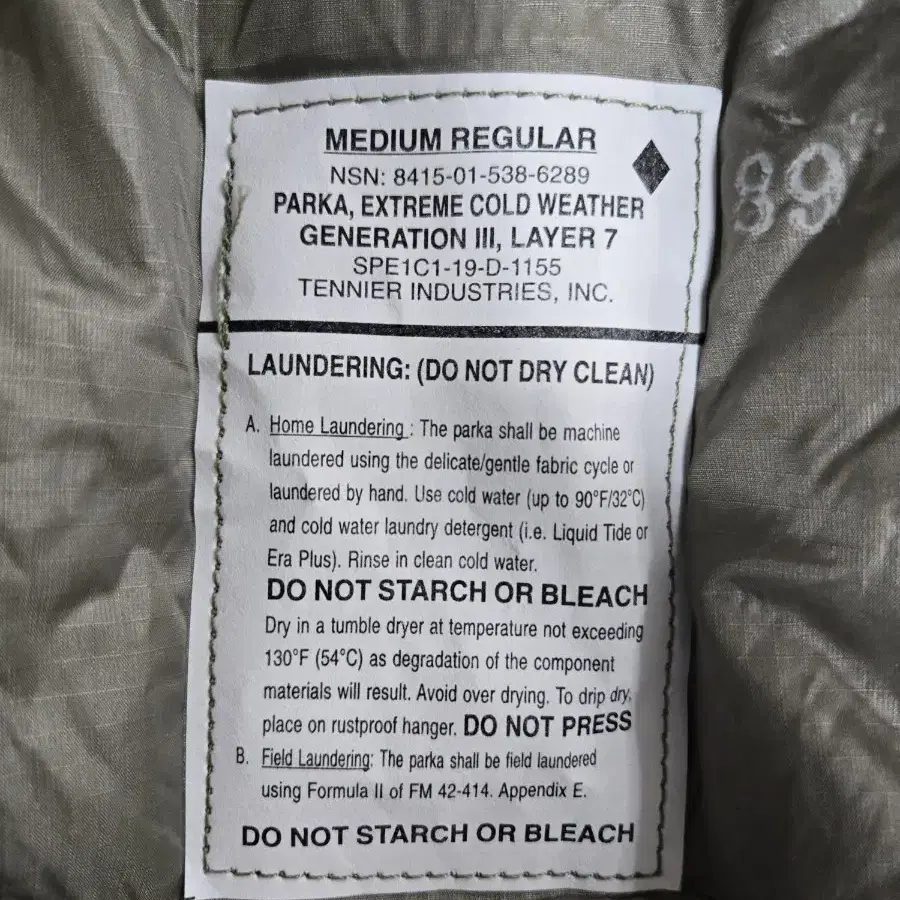 MEDIUM REGULAR
NSN: 8415-01-538-6289
PARKA, EXTREME COLD WEATHER
GENERATION III, LAYER 7
SPE1C1-19-D-1155
TENNIER INDUSTRIES, INC.
89
LAUNDERING: (DO NOT DRY CLEAN)
A. Home Laundering : The parka shall be machine
laundered using the delicate/gentle fabric cycle or
laundered by hand. Use cold water (up to 90°F/32°C)
and cold water laundry detergent (i.e. Liquid Tide or
Era Plus). Rinse in clean cold water.
DO NOT STARCH OR BLEACH
Dry in a tumble dryer at temperature not exceeding
130°F (54°C) as degradation of the component
materials will result. Avoid over drying. To drip dry,
place on rustproof hanger. DO NOT PRESS
B. Field Laundering: The parka shall be field laundered
using Formula II of FM 42-414. Appendix E.
DO NOT STARCH OR BLEACH